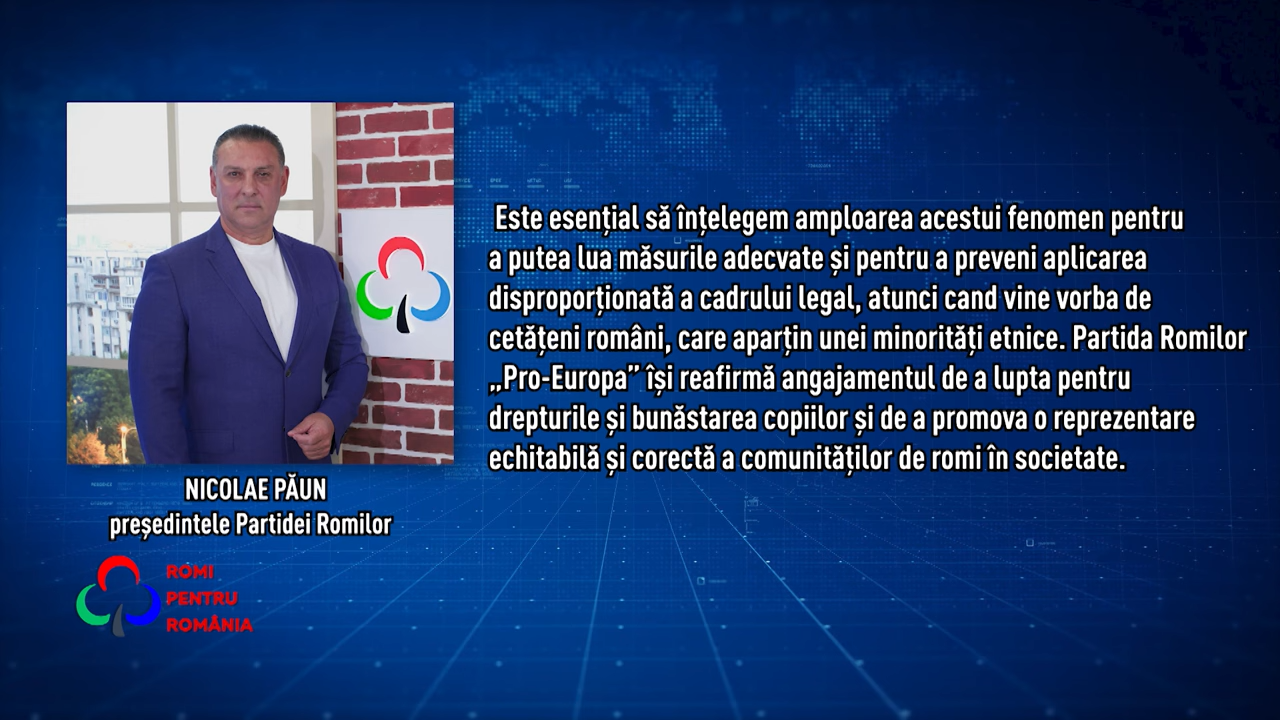 Este esențial să înțelegem amploarea acestui fenomen pentru
a putea lua măsurile adecvate și pentru a preveni aplicarea
disproporționată a cadrului legal, atunci cand vine vorba de
cetățeni români, care aparțin unei minorități etnice. Partida Romilor
„Pro-Europa” își reafirmă angajamentul de a lupta pentru
drepturile și bunăstarea copiilor și de a promova o reprezentare
echitabilă și corectă a comunităților de romi în societate.
NICOLAE PĂUN
președintele Partidei Romilor
ROMI
PENTRU
ROMÂNIA